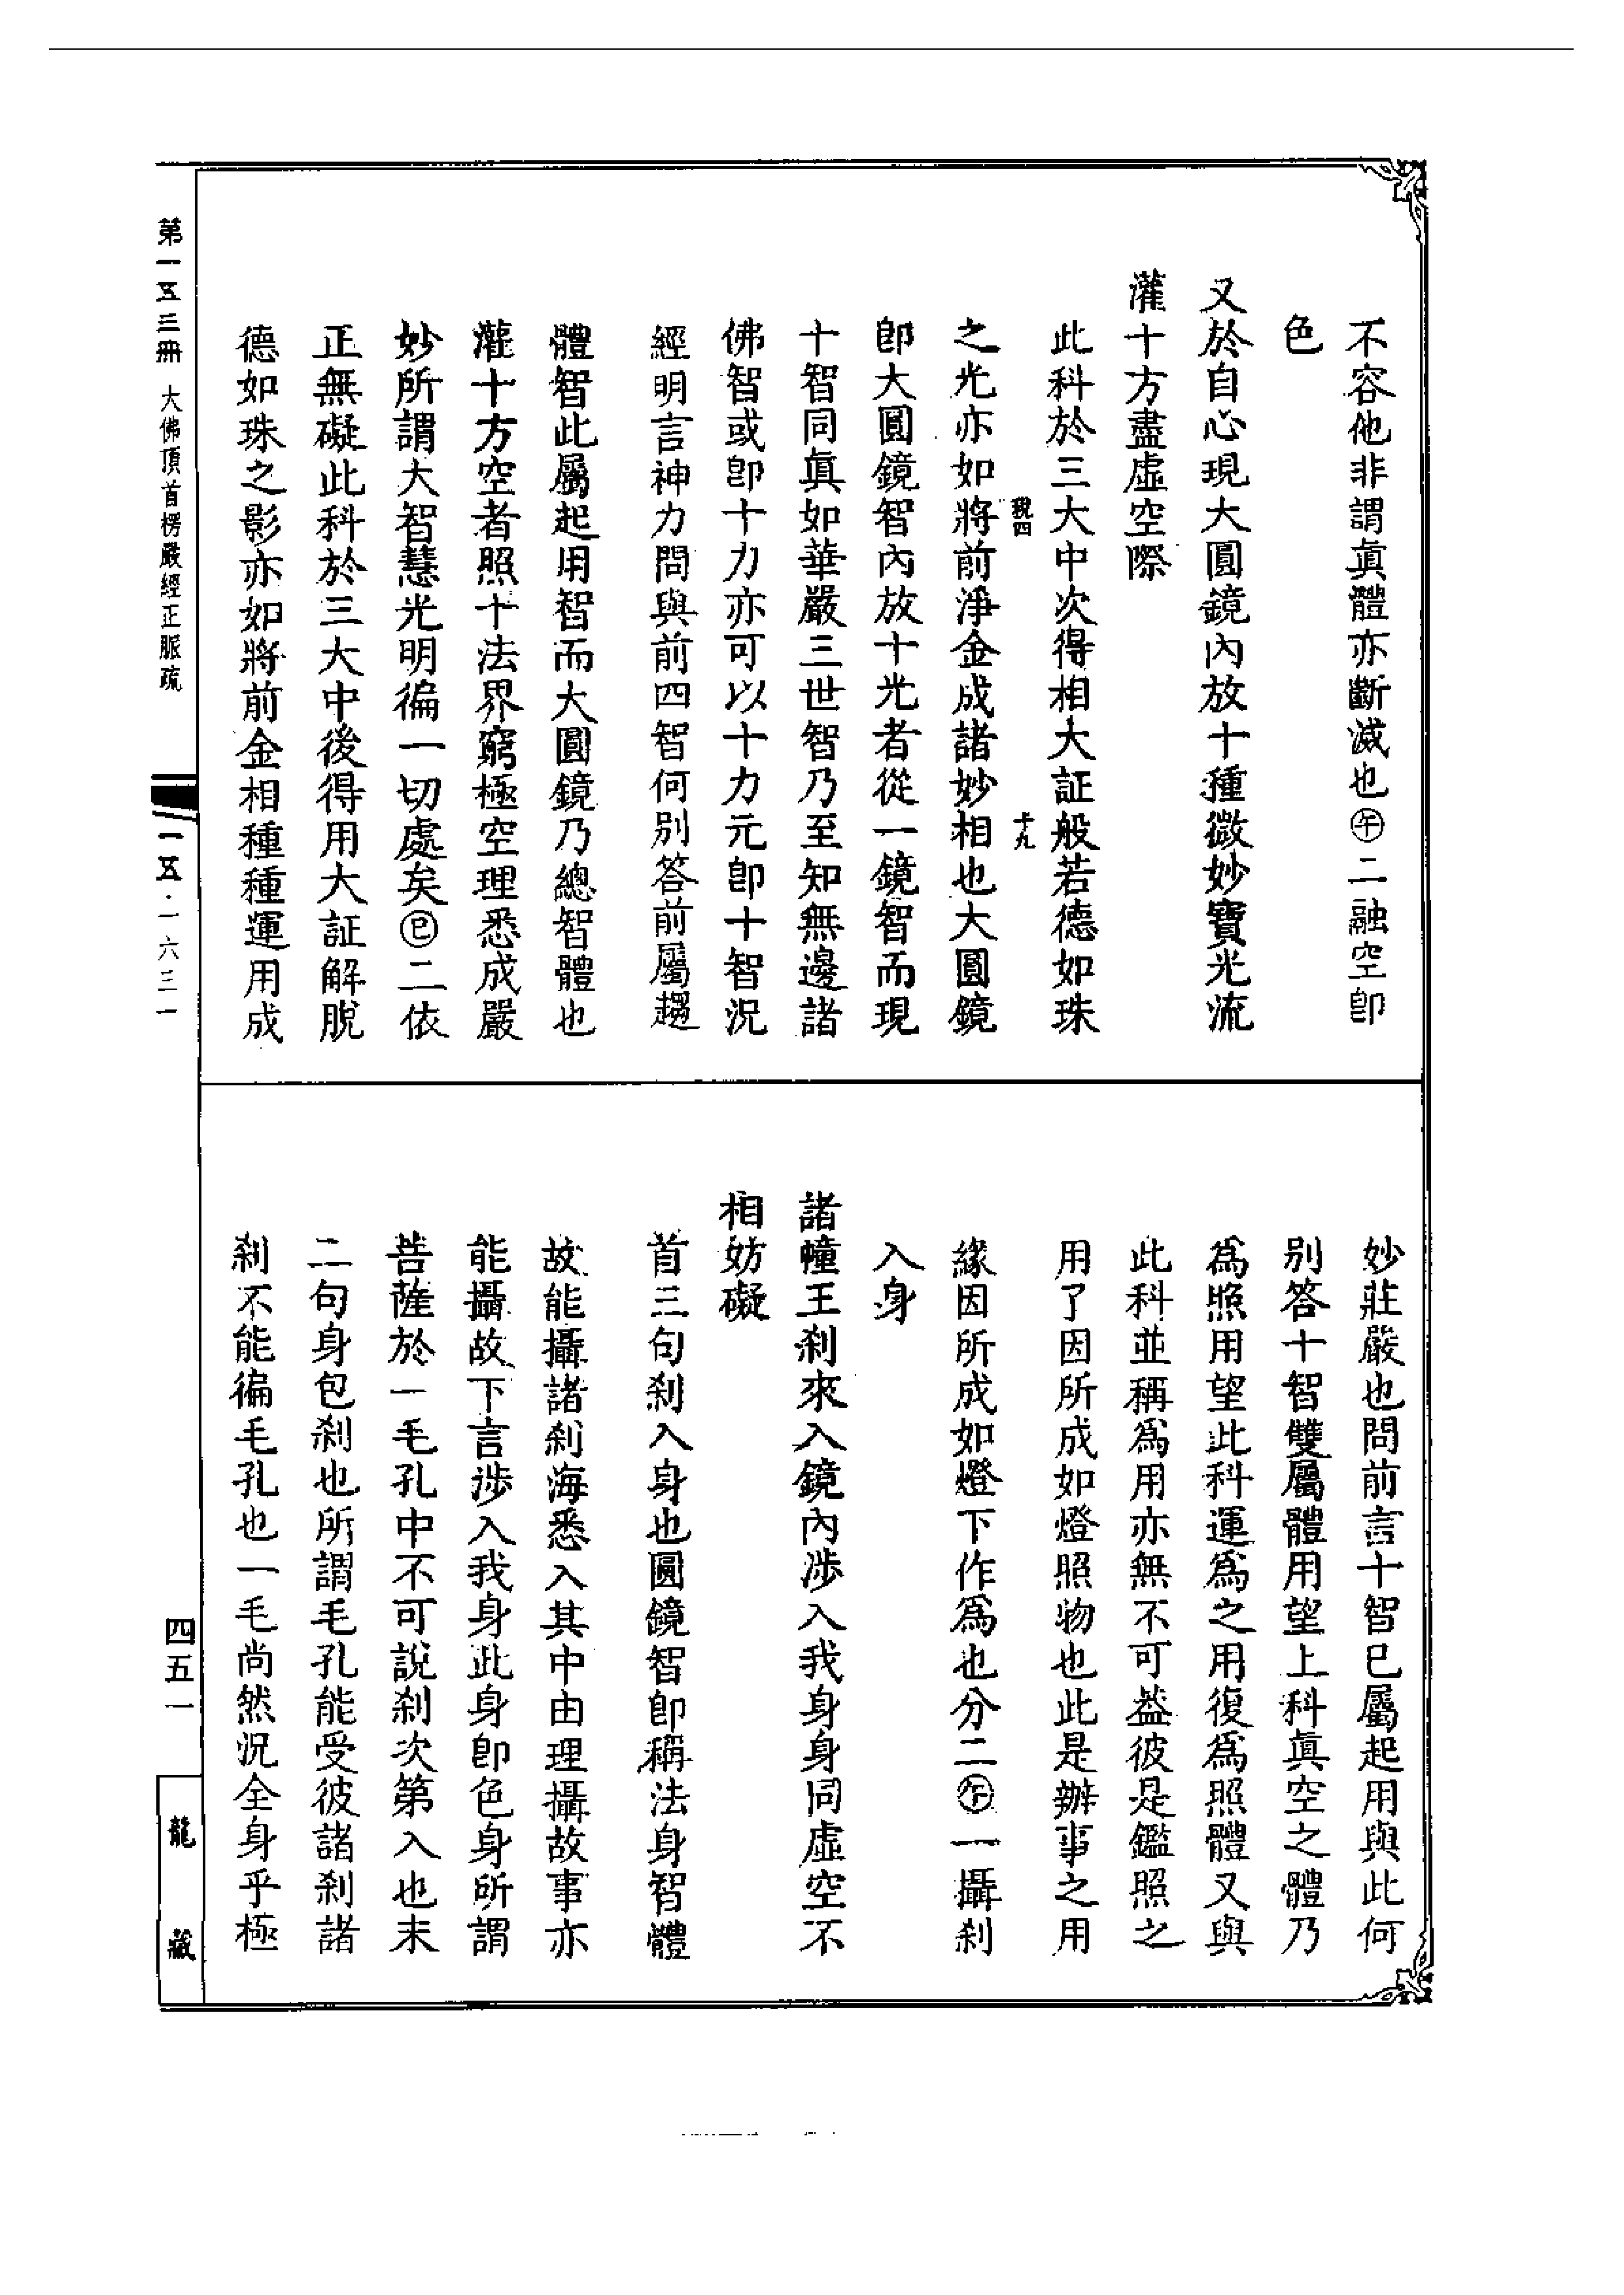 不容他非謂眞體亦斷滅也㊌二融空卽
色
又於自心現大圓鏡內放十種微妙寶光流
灌十方盡虛空際
此科於三大中次得相大証般若德如珠
稅四
十九
之光亦如將前淨金成諸妙相也大圓鏡
卽大圓鏡智內放十光者從一鏡智而現
十智同眞如華嚴三世智乃至知無邊諸
佛智或卽十力亦可以十力元卽十智況
經明言神力問與前四智何別答前屬趨
體智此屬起用智而大圓鏡乃總智體也
灌十方空者照十法界窮極空理悉成嚴
妙所謂大智慧光明徧一切處矣㊋二依
正無礙此科於三大中後得用大証解脫
德如珠之影亦如將前金相種種運用成
妙莊嚴也問前言十智已屬起用與此何
別答十智雙屬體用望上科眞空之體乃
爲照用望此科運爲之用復爲照體又與
此科並稱爲用亦無不可葢彼是鑑照之
用了因所成如燈照物也此是辦事之用
緣因所成如燈下作爲也分二㊌一攝刹
入身
諸幢王刹來入鏡內涉入我身身同虛空不
相妨礙
首三句刹入身也圓鏡智卽稱法身智體
故能攝諸刹海悉入其中由理攝故事亦
能攝故下言涉入我身此身卽色身所謂
菩薩於一毛孔中不可說刹次第入也末
二句身包刹也所謂毛孔能受彼諸刹諸
刹不能徧毛孔也一毛尚然況全身乎極
第一五三冊 大佛頂首楞嚴經正脈疏
一五·一六三一
四五一
龍藏